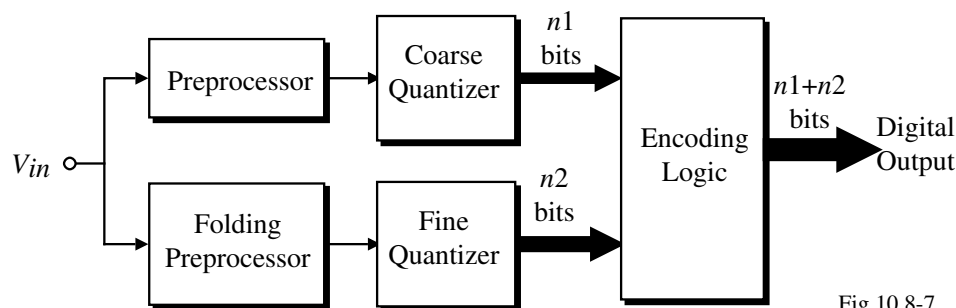 Vin
Preprocessor
Coarse
Quantizer
n1
bits
Folding
Preprocessor
Fine
Quantizer
n2
bits
Encoding
Logic
n1+n2
bits
Digital
Output
Fig.10.8-7